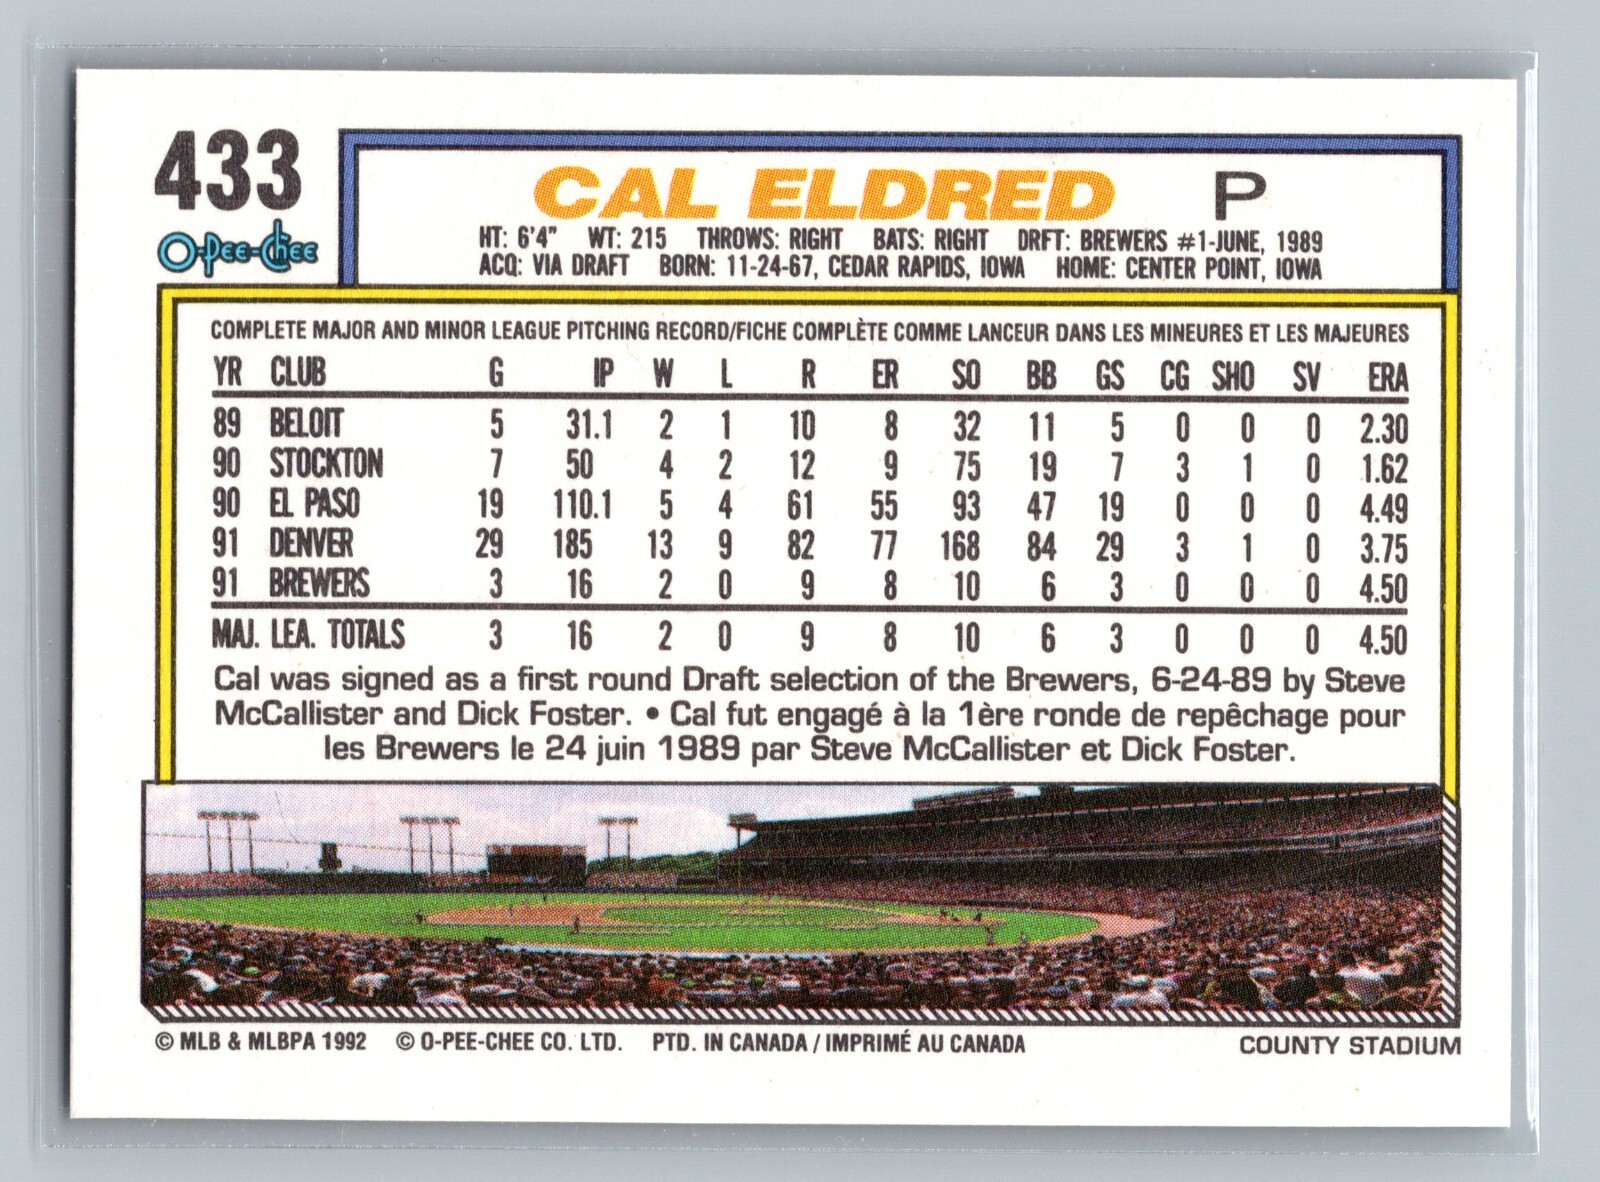 433
O-Pee-Chee
CAL ELDRED P
HT: 6'4" WT: 215 THROWS: RIGHT BATS: RIGHT DRFT: BREWERS #1-JUNE, 1989
ACQ: VIA DRAFT BORN: 11-24-67, CEDAR RAPIDS, IOWA HOME: CENTER POINT, IOWA
COMPLETE MAJOR AND MINOR LEAGUE PITCHING RECORD/FICHE COMPLÈTE COMME LANCEUR DANS LES MINEURES ET LES MAJEURES
YR CLUB G IP W L R ER SO BB GS CG SHO SV ERA
89 BELOIT 5 31.1 2 1 10 8 32 11 5 0 0 0 2.30
90 STOCKTON 7 50 4 2 12 9 75 19 7 3 1 0 1.62
90 EL PASO 19 110.1 5 4 61 55 93 47 19 0 0 0 4.49
91 DENVER 29 185 13 9 82 77 168 84 29 3 1 0 3.75
91 BREWERS 3 16 2 0 9 8 10 6 3 0 0 0 4.50
MAJ. LEA. TOTALS 3 16 2 0 9 8 10 6 3 0 0 0 4.50
Cal was signed as a first round Draft selection of the Brewers, 6-24-89 by Steve
McCallister and Dick Foster. • Cal fut engagé à la 1ère ronde de repêchage pour
les Brewers le 24 juin 1989 par Steve McCallister et Dick Foster.
© MLB & MLBPA 1992 © O-PEE-CHEE CO. LTD. PTD. IN CANADA / IMPRIMÉ AU CANADA
COUNTY STADIUM